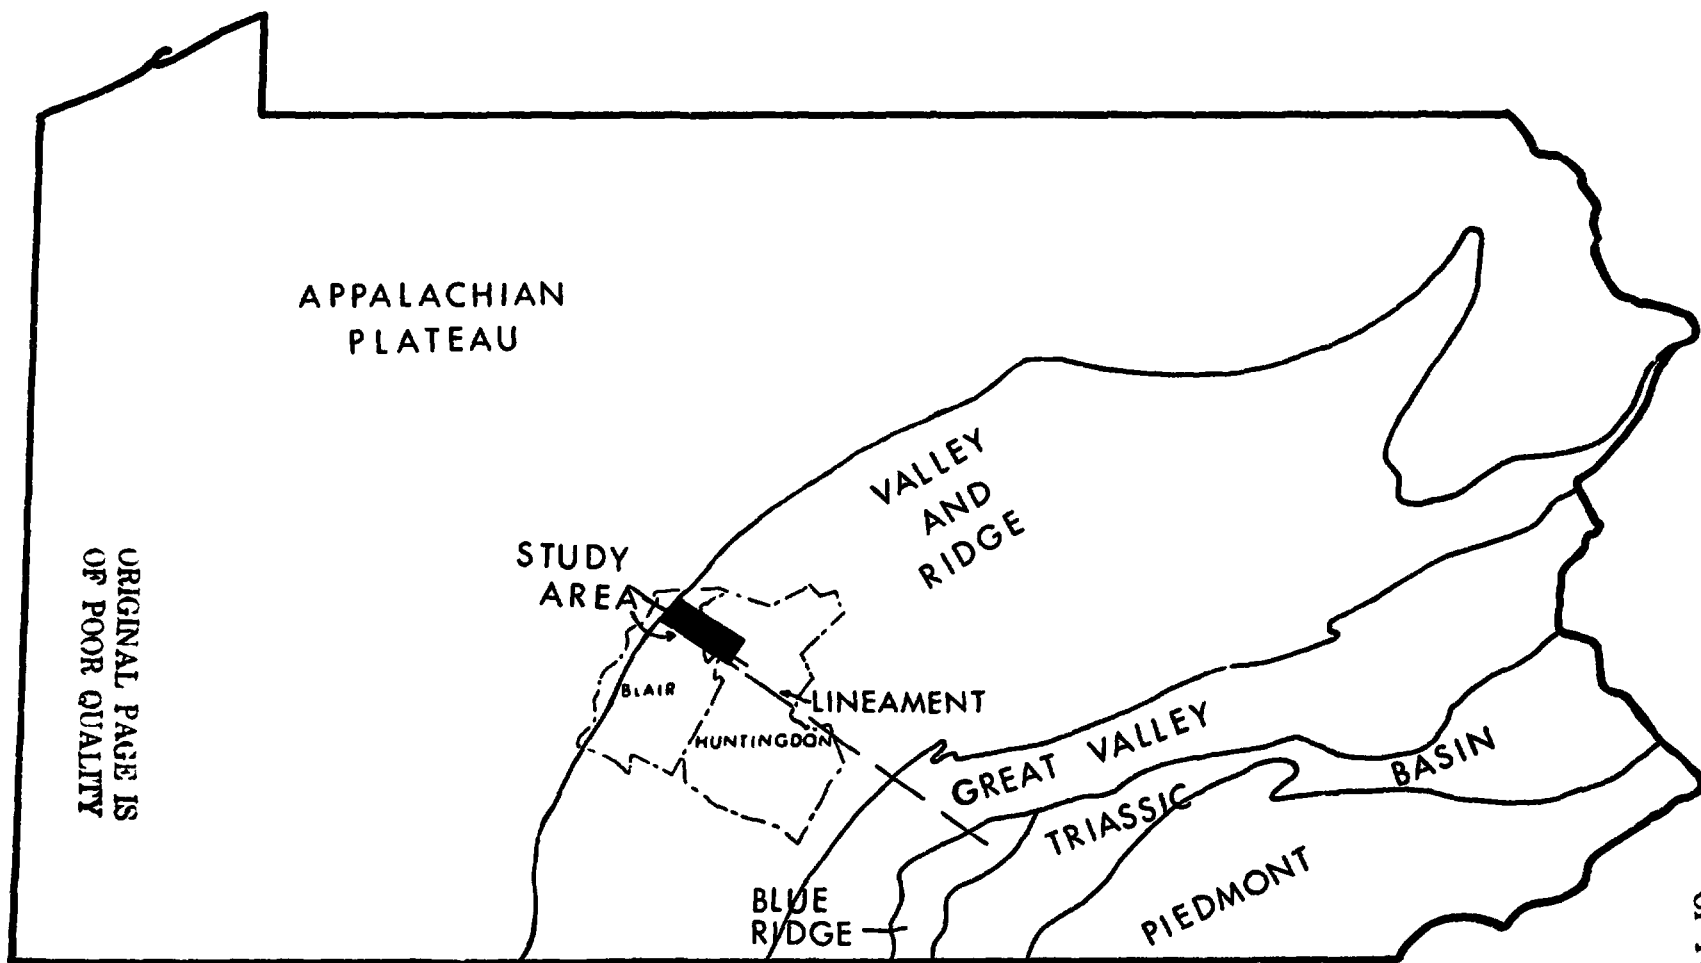 APPALACHIAN
PLATEAU
VALLEY
AND
RIDGE
STUDY
AREA
BLAIR
LINEAMENT
HUNTINGDON
GREAT VALLEY
BASIN
TRIASSIC
BLUE
RIDGE
PIEDMONT
ORIGINAL PAGE IS
OF POOR QUALITY